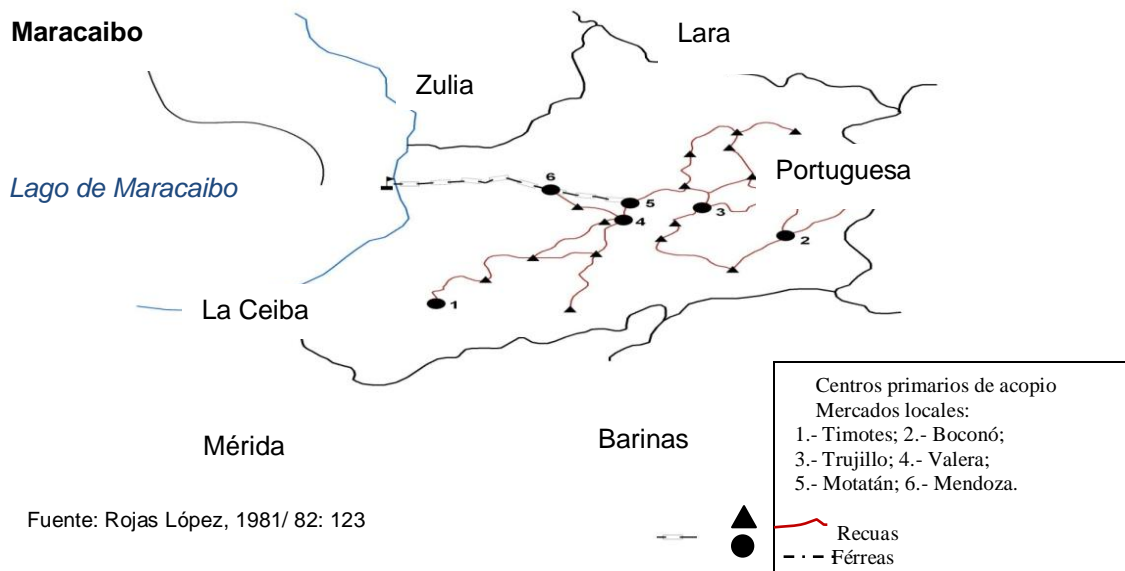 Maracaibo
Lara
Zulia
Portuguesa
Lago de Maracaibo
6
5
4
3
2
1
La Ceiba
Mérida
Barinas
Centros primarios de acopio
Mercados locales:
1.- Timotes; 2.- Boconó;
3.- Trujillo; 4.- Valera;
5.- Motatán; 6.- Mendoza.
Recuas
Férreas
Fuente: Rojas López, 1981/ 82: 123